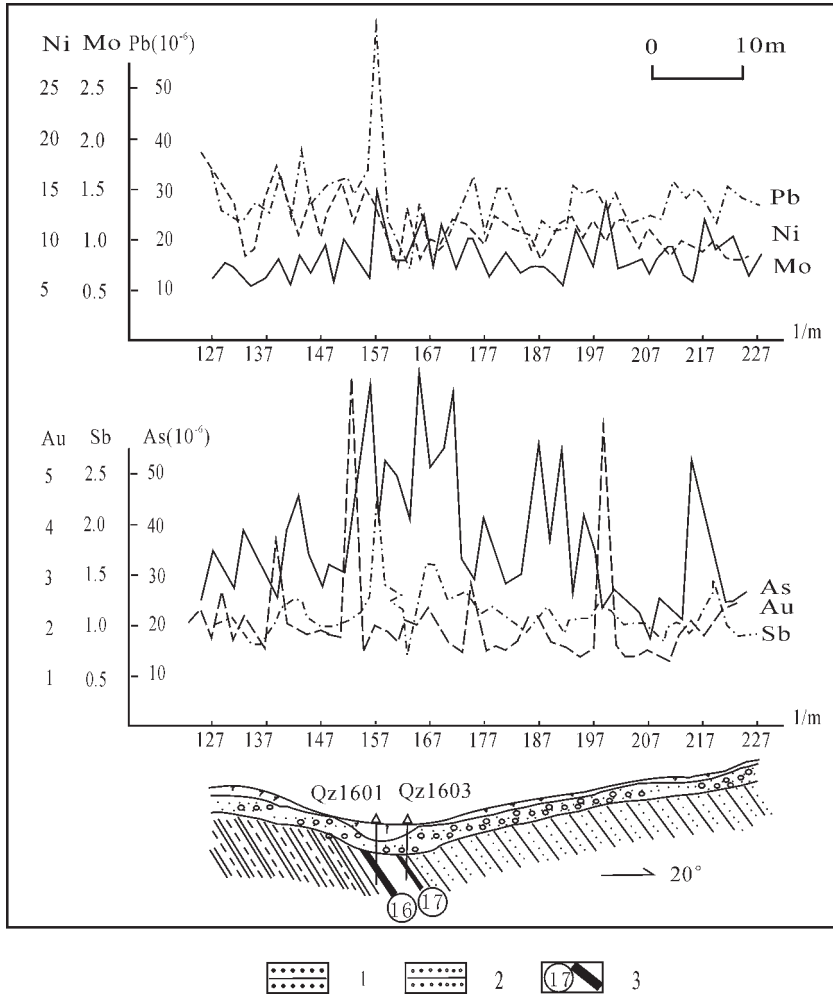 Ni Mo Pb(10⁻⁶)
0 10m
25 2.5 50
20 2.0 40
15 1.5 30
Pb
10 1.0 20
Ni
Mo
5 0.5 10
1/m
127 137 147 157 167 177 187 197 207 217 227
Au Sb As(10⁻⁶)
5 2.5 50
4 2.0 40
3 1.5 30
As
Au
2 1.0 20
Sb
1 0.5 10
1/m
127 137 147 157 167 177 187 197 207 217 227
Qz1601 Qz1603
20°
16 17
1 2 17 3